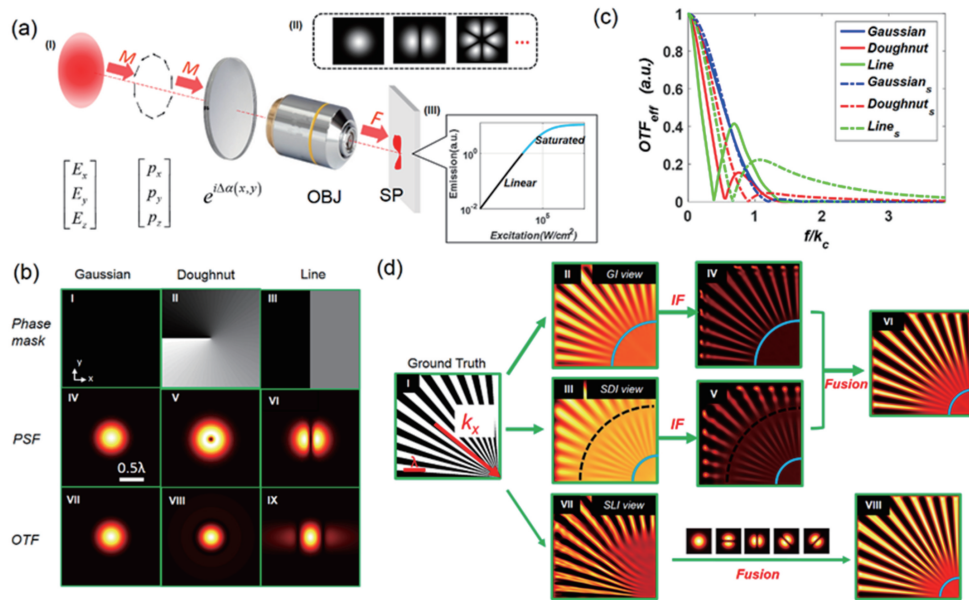 (a)
(I)
M
M
(II)
...
F
(III)
E_x
E_y
E_z
p_x
p_y
p_z
e^{iΔα(x,y)}
OBJ
SP
Emission(a.u.)
10^0
10^-2
Saturated
Linear
10^5
Excitation(W/cm^2)
(b)
Gaussian Doughnut Line
Phase mask
I II III
y
x
PSF
IV V VI
0.5λ
OTF
VII VIII IX
(c)
OTF_eff (a.u.)
1
0.8
0.6
0.4
0.2
0
0 1 2 3
f/k_c
Gaussian
Doughnut
Line
Gaussian_s
Doughnut_s
Line_s
(d)
Ground Truth
I
k_x
λ
II GI view
IF
IV
III SDI view
IF
V
Fusion
VI
VII SLI view
Fusion
VIII